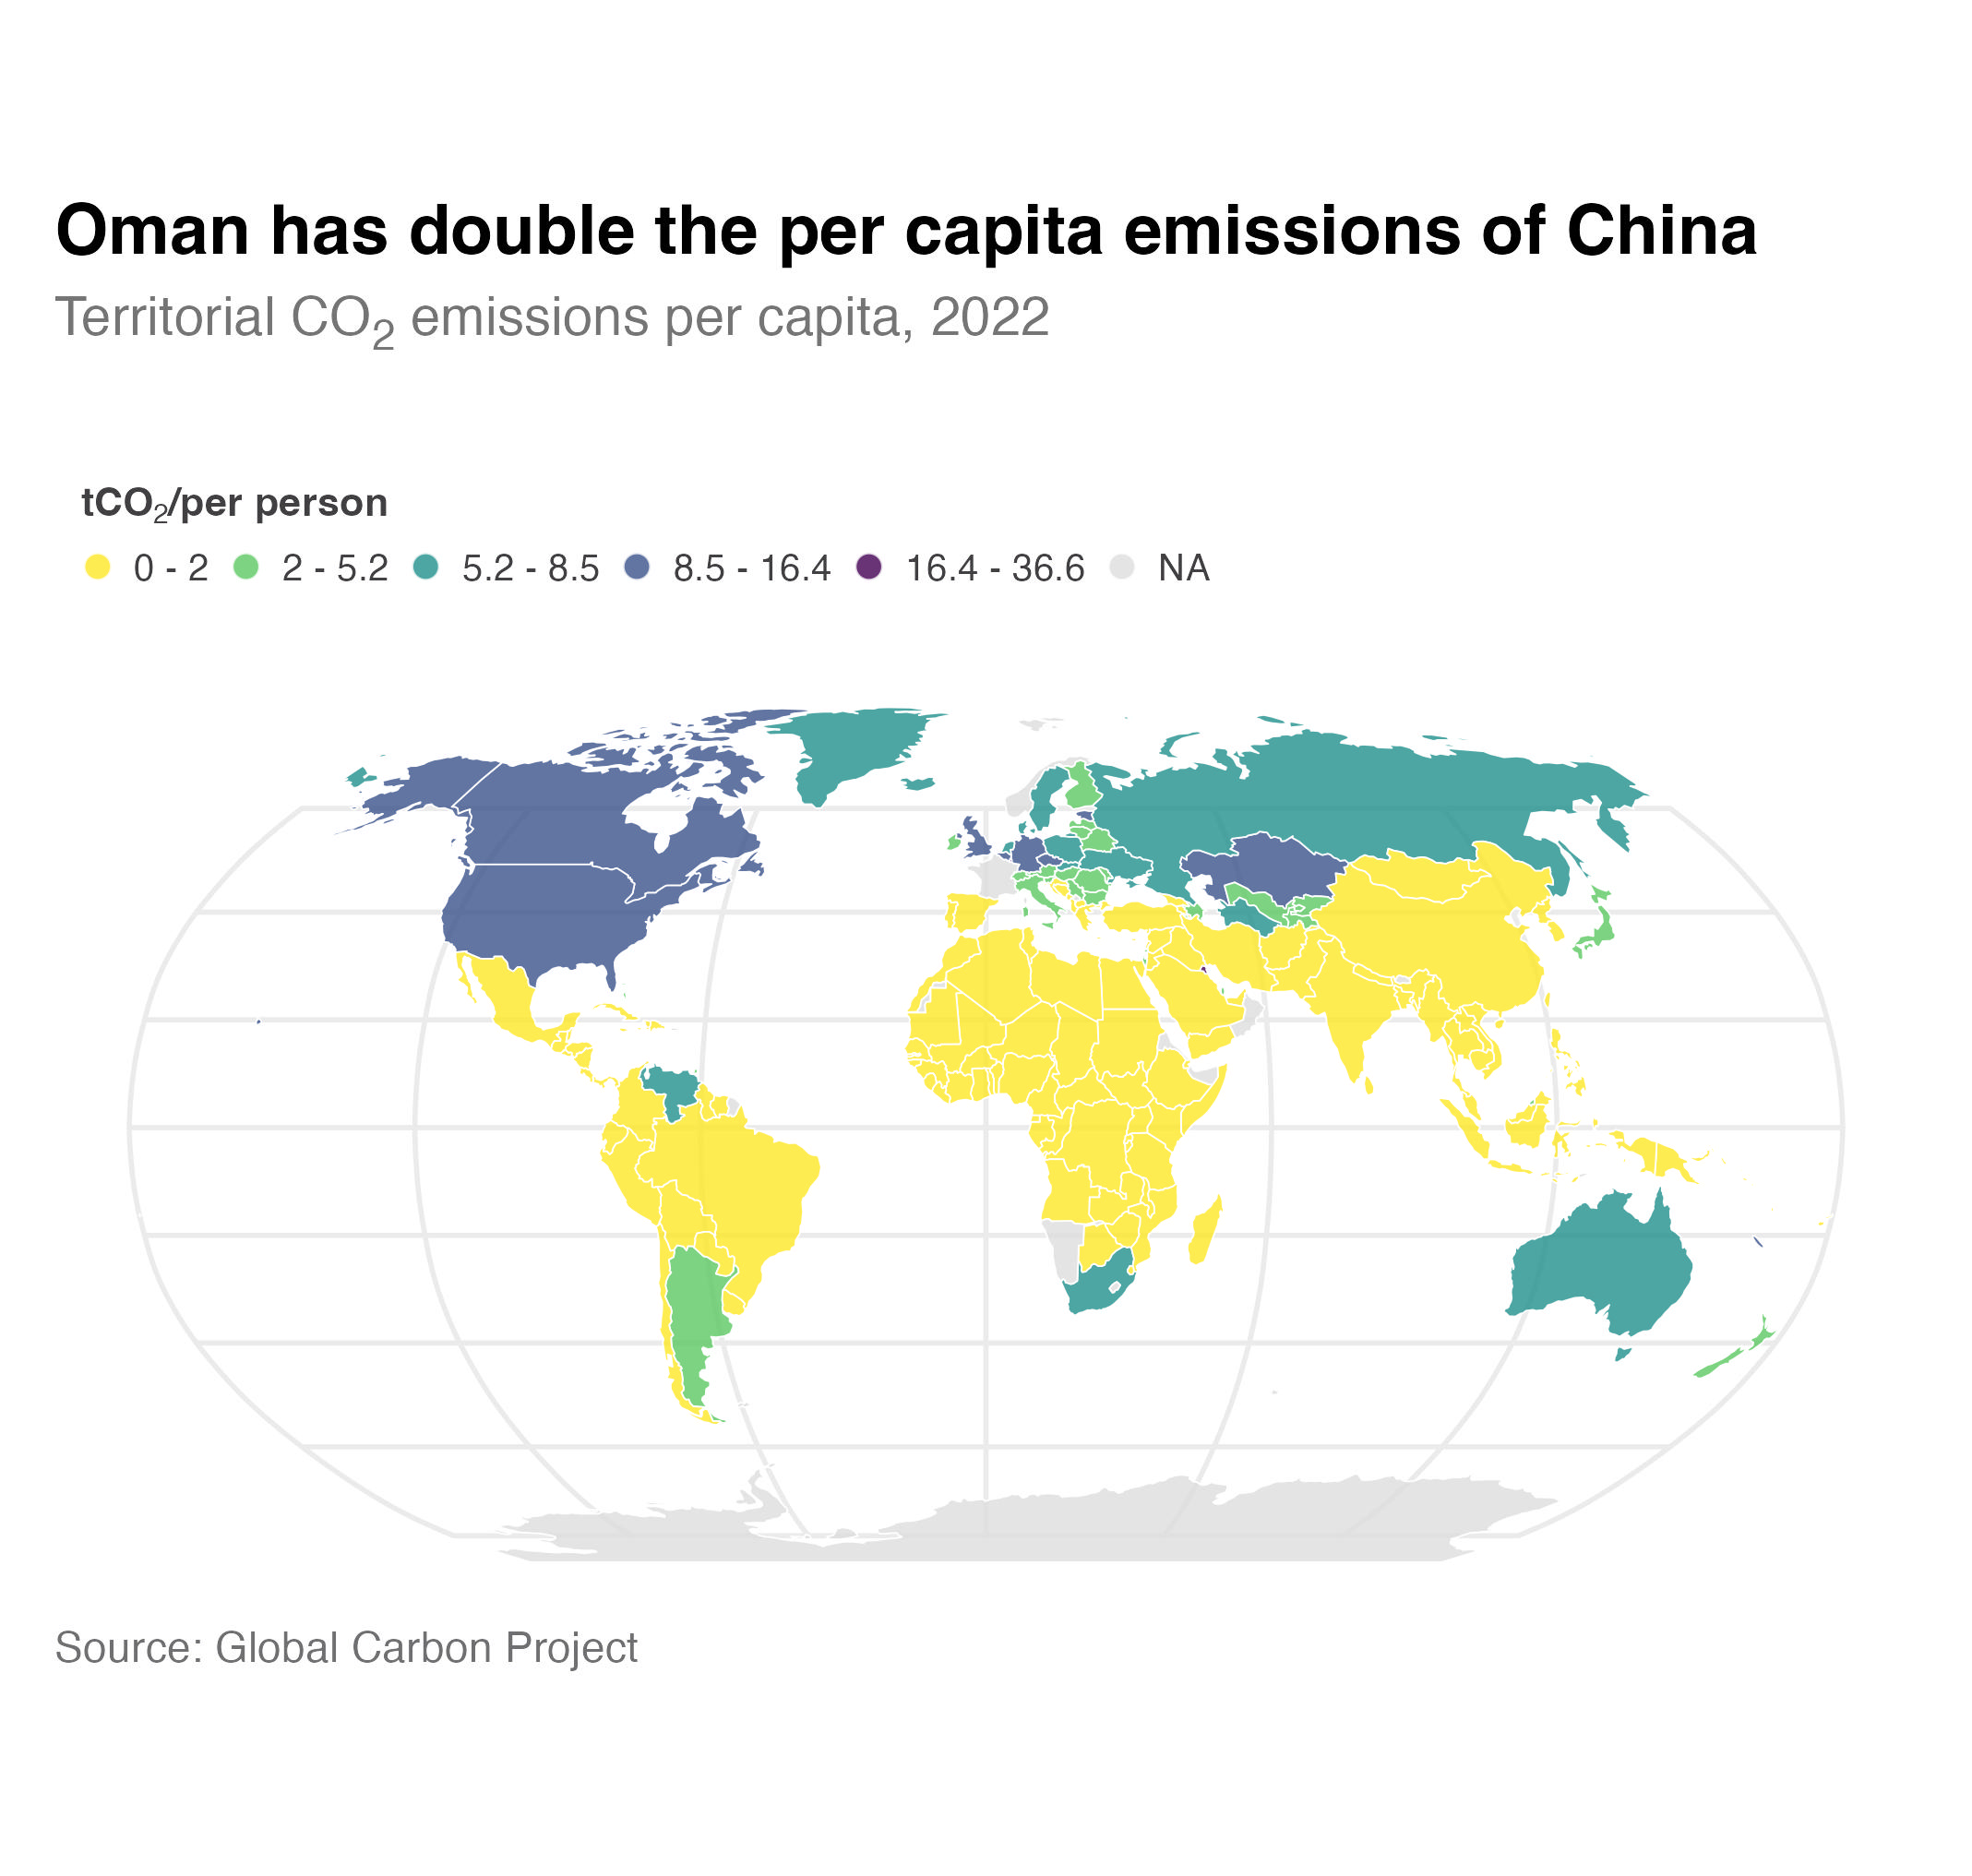 Oman has double the per capita emissions of China
Territorial CO₂ emissions per capita, 2022
tCO₂/per person
0 - 2 2 - 5.2 5.2 - 8.5 8.5 - 16.4 16.4 - 36.6 NA
Source: Global Carbon Project